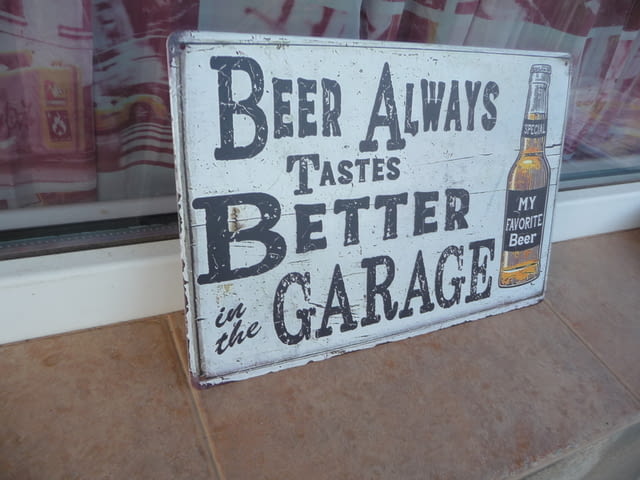 BEER ALWAYS
TASTES
BETTER
in the GARAGE
SPECIAL
MY
FAVORITE
Beer